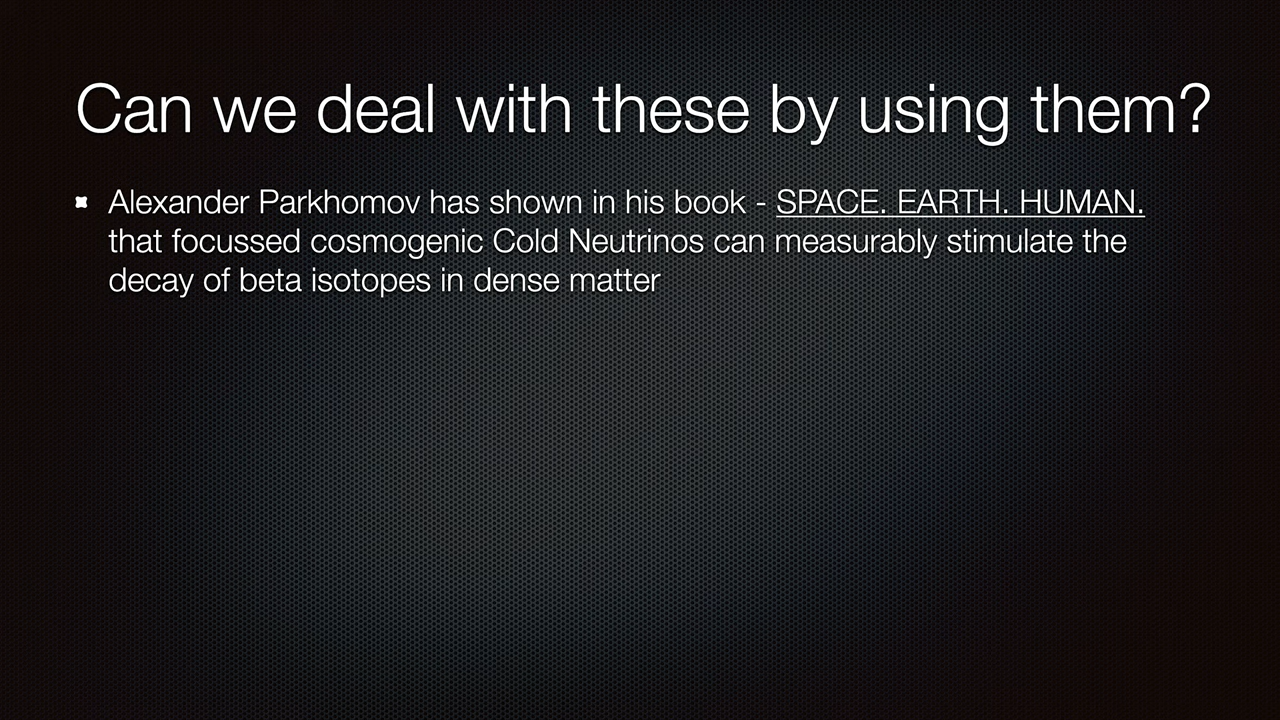 Can we deal with these by using them?
Alexander Parkhomov has shown in his book - SPACE. EARTH. HUMAN.
that focussed cosmogenic Cold Neutrinos can measurably stimulate the
decay of beta isotopes in dense matter